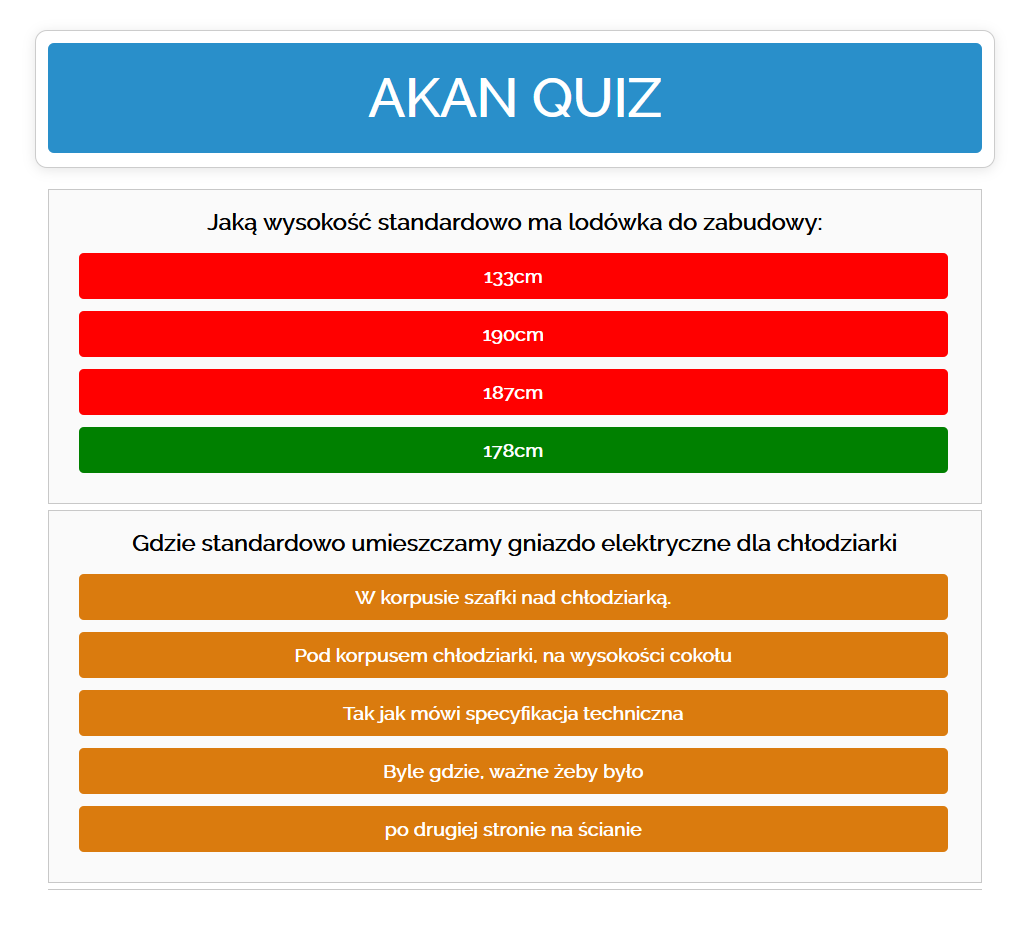 AKAN QUIZ
Jaką wysokość standardowo ma lodówka do zabudowy:
133cm
190cm
187cm
178cm
Gdzie standardowo umieszczamy gniazdo elektryczne dla chłodziarki
W korpusie szafki nad chłodziarką.
Pod korpusem chłodziarki, na wysokości cokołu
Tak jak mówi specyfikacja techniczna
Byle gdzie, ważne żeby było
po drugiej stronie na ścianie